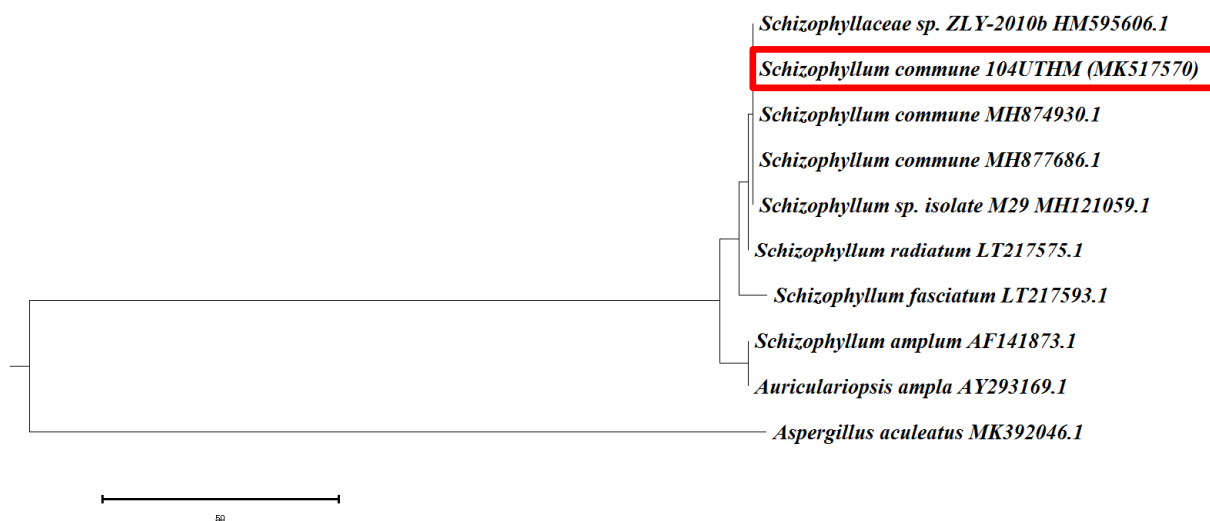 Schizophyllaceae sp. ZLY-2010b HM595606.1
Schizophyllum commune 104UTHM (MK517570)
Schizophyllum commune MH874930.1
Schizophyllum commune MH877686.1
Schizophyllum sp. isolate M29 MH121059.1
Schizophyllum radiatum LT217575.1
Schizophyllum fasciatum LT217593.1
Schizophyllum amplum AF141873.1
Auriculariopsis ampla AY293169.1
Aspergillus aculeatus MK392046.1
50